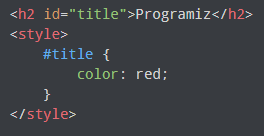 <h2 id="title">Programiz</h2>
<style>
    #title {
        color: red;
    }
</style>